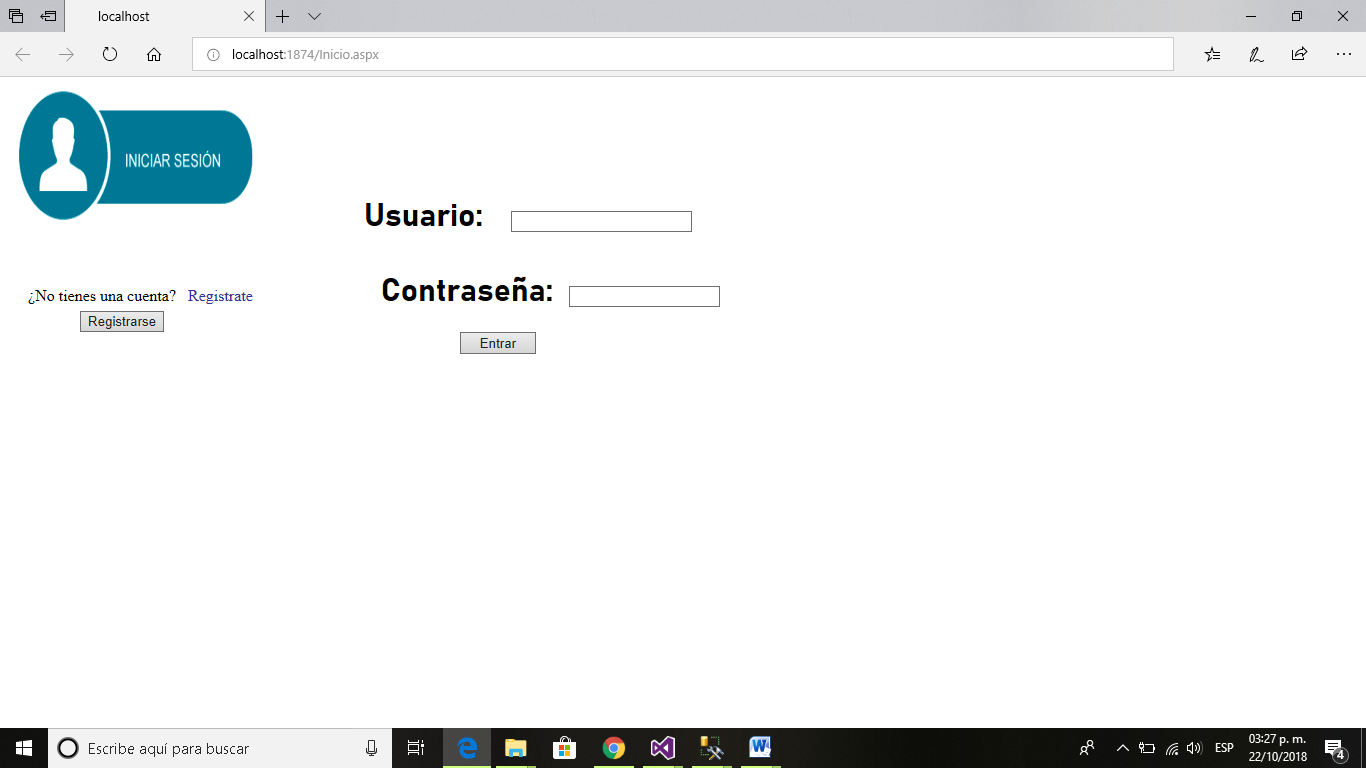 localhost
localhost:1874/Inicio.aspx
INICIAR SESIÓN
Usuario:
Contraseña:
¿No tienes una cuenta? Registrate
Registrarse
Entrar
Escribe aquí para buscar
ESP
03:27 p. m.
22/10/2018
4